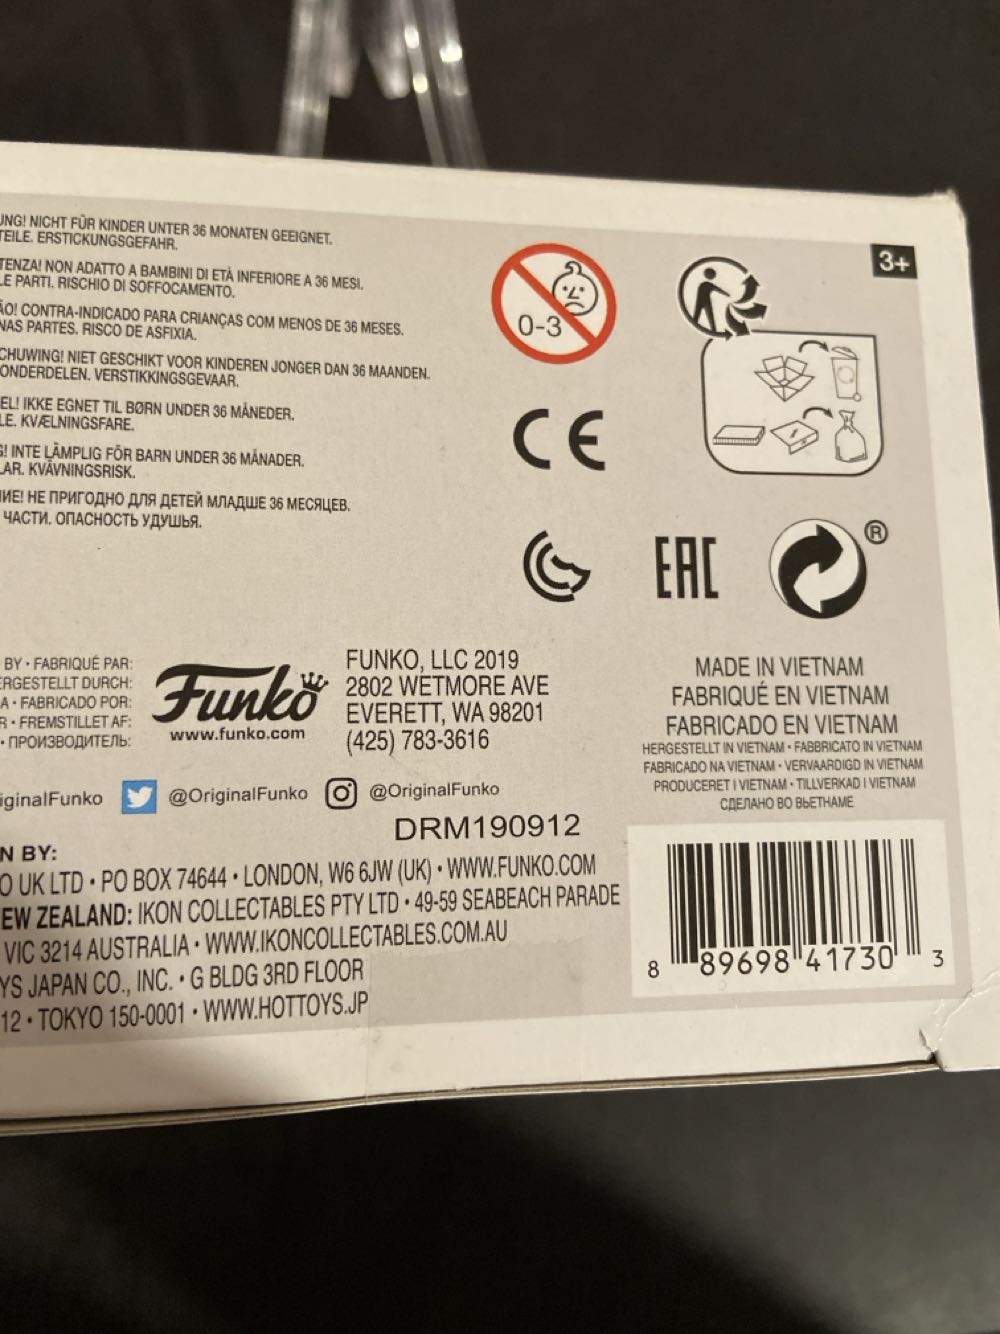 UNG! NICHT FÜR KINDER UNTER 36 MONATEN GEEIGNET.
TEILE. ERSTICKUNGSGEFAHR.
TENZA! NON ADATTO A BAMBINI DI ETÀ INFERIORE A 36 MESI.
LE PARTI. RISCHIO DI SOFFOCAMENTO.
ÃO! CONTRA-INDICADO PARA CRIANÇAS COM MENOS DE 36 MESES.
NAS PARTES. RISCO DE ASFIXIA.
CHUWING! NIET GESCHIKT VOOR KINDEREN JONGER DAN 36 MAANDEN.
ONDERDELEN. VERSTIKKINGSGEVAAR.
EL! IKKE EGNET TIL BØRN UNDER 36 MÅNEDER.
LE. KVÆLNINGSFARE.
G! INTE LÄMPLIG FÖR BARN UNDER 36 MÅNADER.
LAR. KVÄVNINGSRISK.
ИЕ! НЕ ПРИГОДНО ДЛЯ ДЕТЕЙ МЛАДШЕ 36 МЕСЯЦЕВ.
ЧАСТИ. ОПАСНОСТЬ УДУШЬЯ.
0-3
3+
CE
EAC
®
BY • FABRIQUÉ PAR:
ERGESTELLT DURCH:
A • FABRICADO POR:
R • FREMSTILLET AF:
• ПРОИЗВОДИТЕЛЬ:
Funko
www.funko.com
FUNKO, LLC 2019
2802 WETMORE AVE
EVERETT, WA 98201
(425) 783-3616
MADE IN VIETNAM
FABRIQUÉ EN VIETNAM
FABRICADO EN VIETNAM
HERGESTELLT IN VIETNAM • FABBRICATO IN VIETNAM
FABRICADO NA VIETNAM • VERVAARDIGD IN VIETNAM
PRODUCERET I VIETNAM • TILLVERKAD I VIETNAM
СДЕЛАНО ВО ВЬЕТНАМЕ
iginalFunko @OriginalFunko @OriginalFunko
DRM190912
N BY:
O UK LTD • PO BOX 74644 • LONDON, W6 6JW (UK) • WWW.FUNKO.COM
EW ZEALAND: IKON COLLECTABLES PTY LTD • 49-59 SEABEACH PARADE
VIC 3214 AUSTRALIA • WWW.IKONCOLLECTABLES.COM.AU
YS JAPAN CO., INC. • G BLDG 3RD FLOOR
12 • TOKYO 150-0001 • WWW.HOTTOYS.JP
8 89698 41730 3